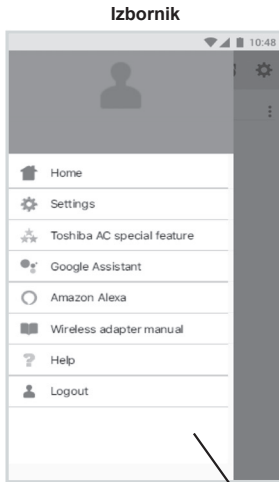 Izbornik
10:48
Home
Settings
Toshiba AC special feature
Google Assistant
Amazon Alexa
Wireless adapter manual
Help
Logout